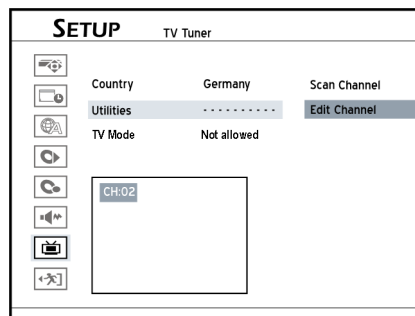 SETUP TV Tuner
Country Germany Scan Channel
Utilities - - - - - - - - - - Edit Channel
TV Mode Not allowed
CH:02